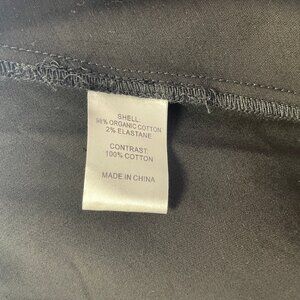 SHELL:
98% ORGANIC COTTON
2% ELASTANE
CONTRAST:
100% COTTON
MADE IN CHINA